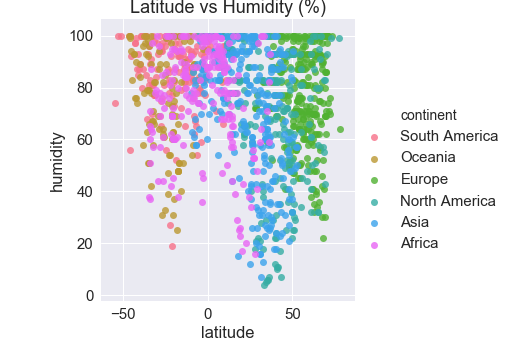 Latitude vs Humidity (%)
100
80
60
40
20
0
humidity
−50
0
50
latitude
continent
South America
Oceania
Europe
North America
Asia
Africa